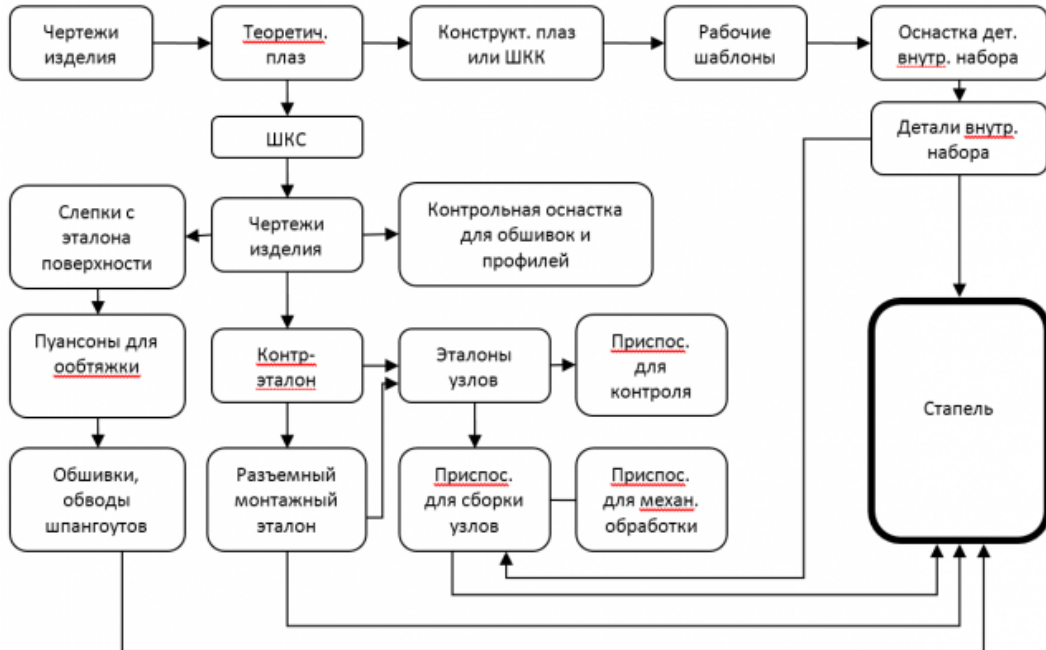 Чертежи
изделия
Теоретич.
плаз
Конструкт. плаз
или ШКК
Рабочие
шаблоны
Оснастка дет.
внутр. набора
ШКС
Детали внутр.
набора
Слепки с
эталона
поверхности
Чертежи
изделия
Контрольная оснастка
для обшивок и
профилей
Пуансоны для
ообтяжки
Контр-
эталон
Эталоны
узлов
Приспос.
для
контроля
Стапель
Обшивки,
обводы
шпангоутов
Разъемный
монтажный
эталон
Приспос.
для сборки
узлов
Приспос.
для механ.
обработки